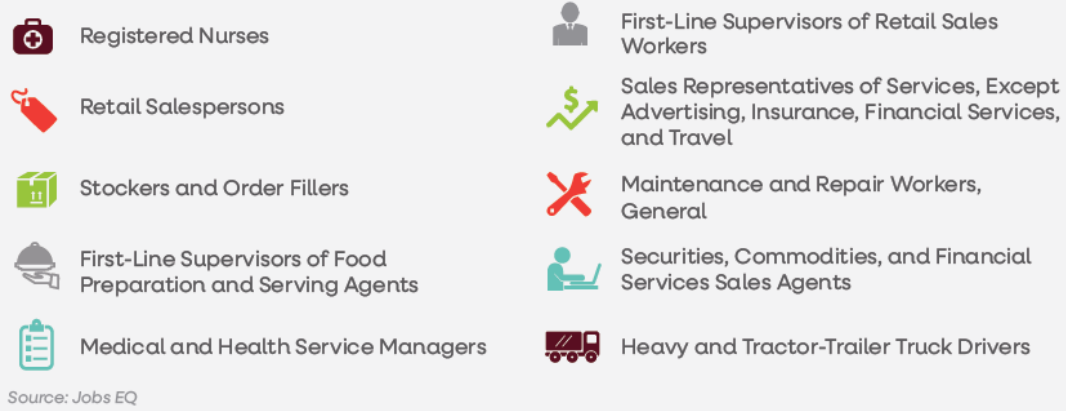 Registered Nurses
Retail Salespersons
Stockers and Order Fillers
First-Line Supervisors of Food
Preparation and Serving Agents
Medical and Health Service Managers
First-Line Supervisors of Retail Sales
Workers
Sales Representatives of Services, Except
Advertising, Insurance, Financial Services,
and Travel
Maintenance and Repair Workers,
General
Securities, Commodities, and Financial
Services Sales Agents
Heavy and Tractor-Trailer Truck Drivers
Source: Jobs EQ